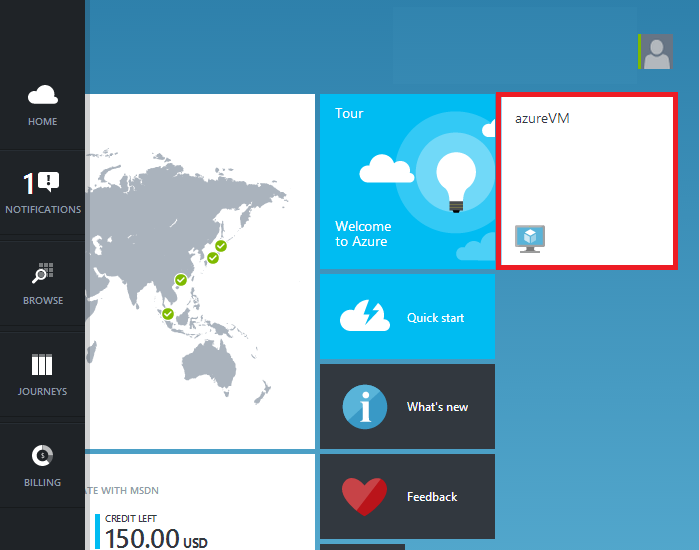 HOME
1
NOTIFICATIONS
BROWSE
JOURNEYS
BILLING
Tour
Welcome
to Azure
azureVM
Quick start
What's new
Feedback
WITH MSDN
CREDIT LEFT
150.00 USD